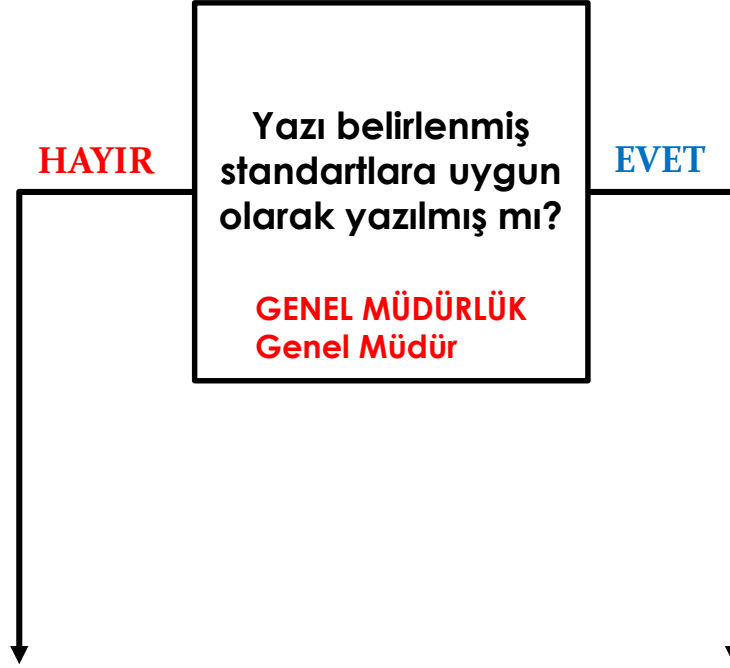 Yazı belirlenmiş
HAYIR
EVET
standartlara uygun
olarak yazılmış mı?
GENEL MÜDÜRLÜK
Genel Müdür